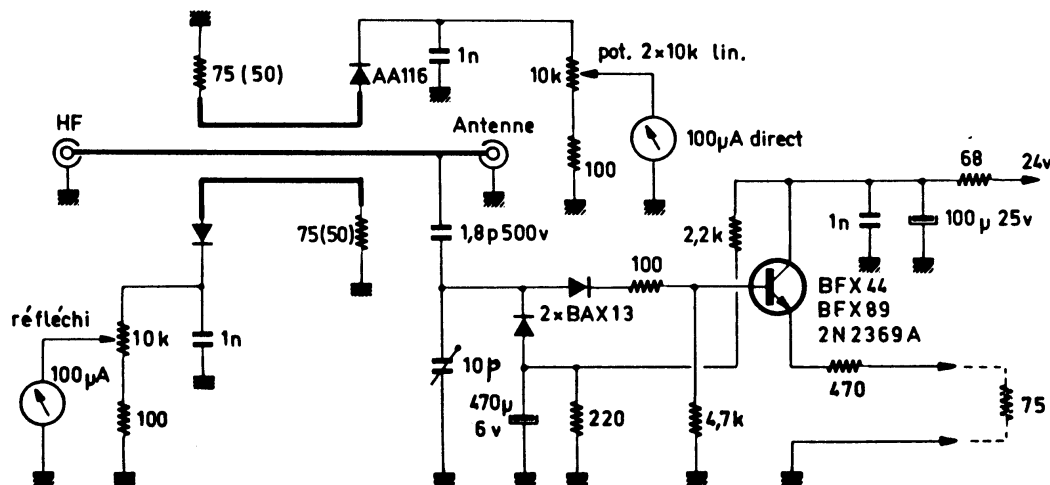 75 (50)
AA116
1n
10k
pot. 2×10k lin.
HF
Antenne
100
100µA direct
68
24v
75(50)
1,8p500v
2,2k
1n
100µ 25v
100
2×BAX13
BFX44
BFX89
2N2369A
réfléchi
10k
1n
100µA
10p
470
470µ
6v
220
4,7k
75
100